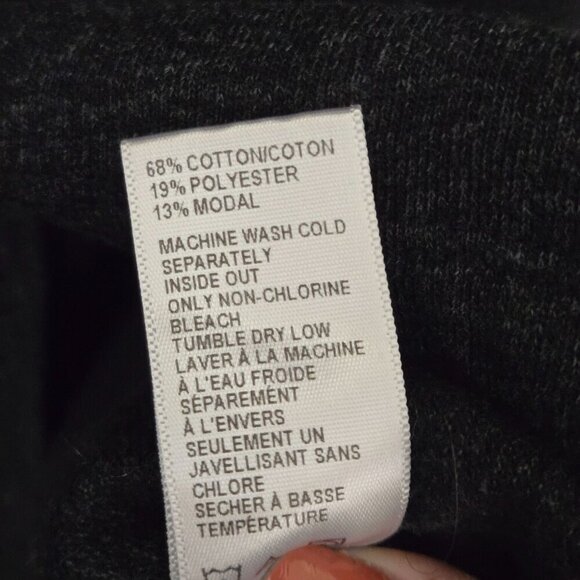 68% COTTON/COTON
19% POLYESTER
13% MODAL
MACHINE WASH COLD
SEPARATELY
INSIDE OUT
ONLY NON-CHLORINE
BLEACH
TUMBLE DRY LOW
LAVER À LA MACHINE
À L'EAU FROIDE
SÉPARÉMENT
À L'ENVERS
SEULEMENT UN
JAVELLISANT SANS
CHLORE
SECHER À BASSE
TEMPÉRATURE